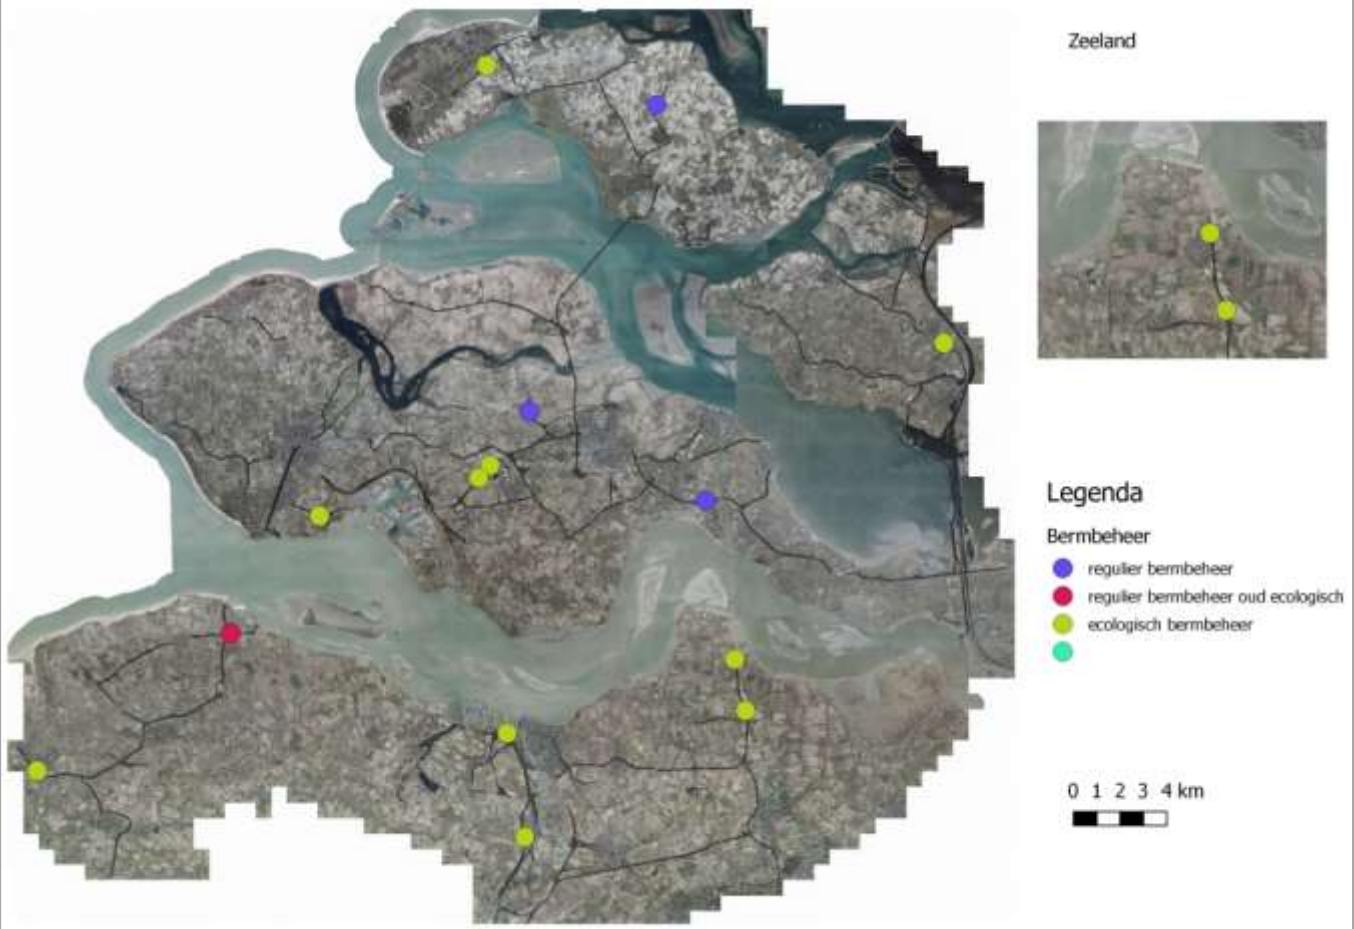 Zeeland
Legenda
Bermbeheer
regulier bermbeheer
regulier bermbeheer oud ecologisch
ecologisch bermbeheer
0 1 2 3 4 km